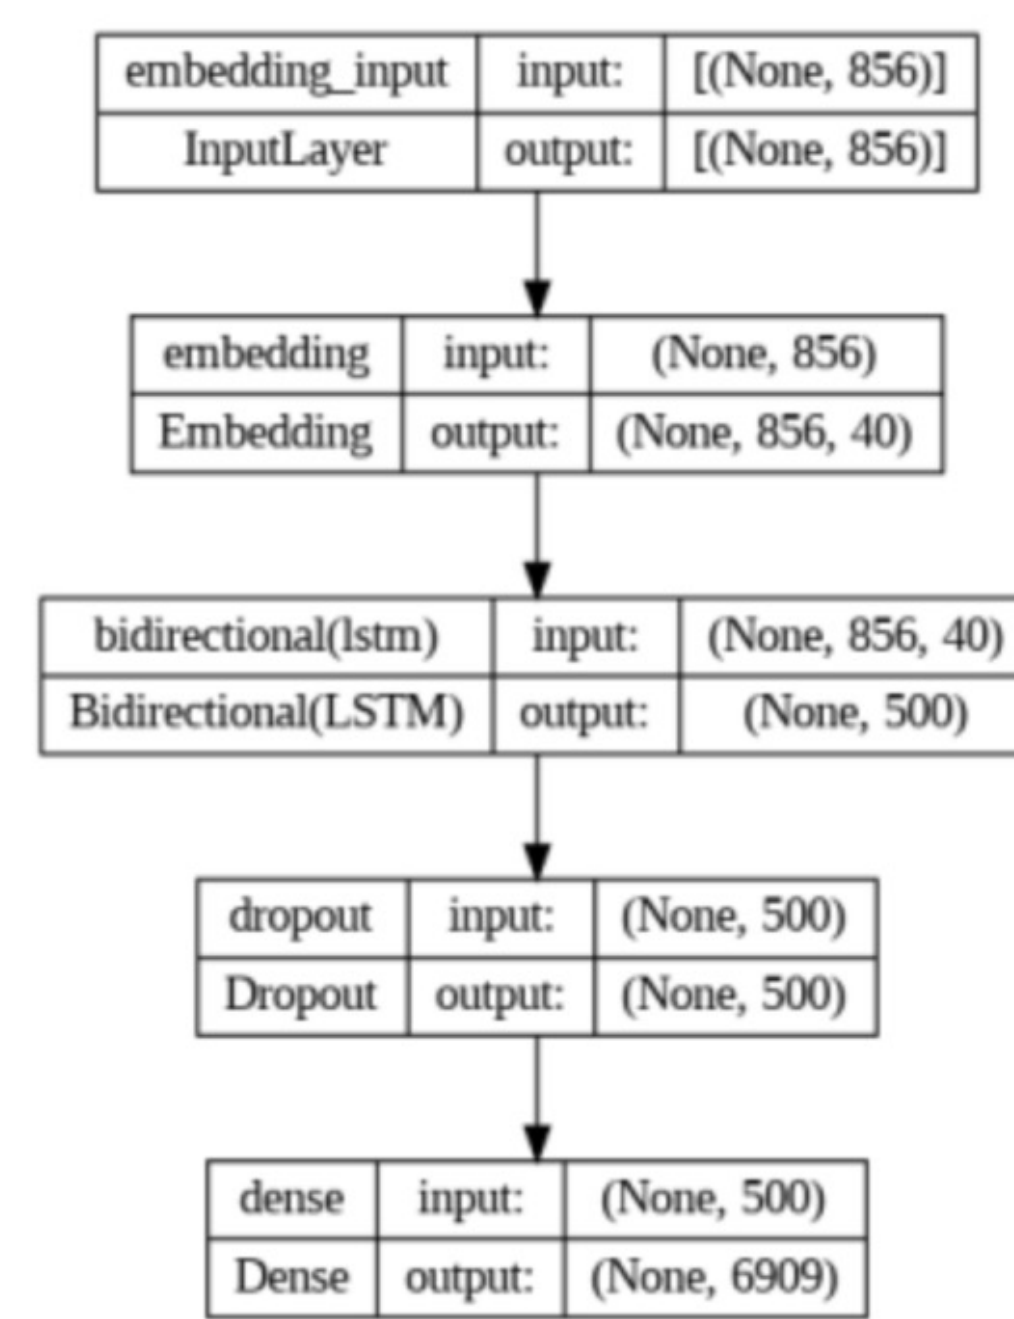 embedding_input input: [(None, 856)]
InputLayer output: [(None, 856)]
embedding input: (None, 856)
Embedding output: (None, 856, 40)
bidirectional(lstm) input: (None, 856, 40)
Bidirectional(LSTM) output: (None, 500)
dropout input: (None, 500)
Dropout output: (None, 500)
dense input: (None, 500)
Dense output: (None, 6909)